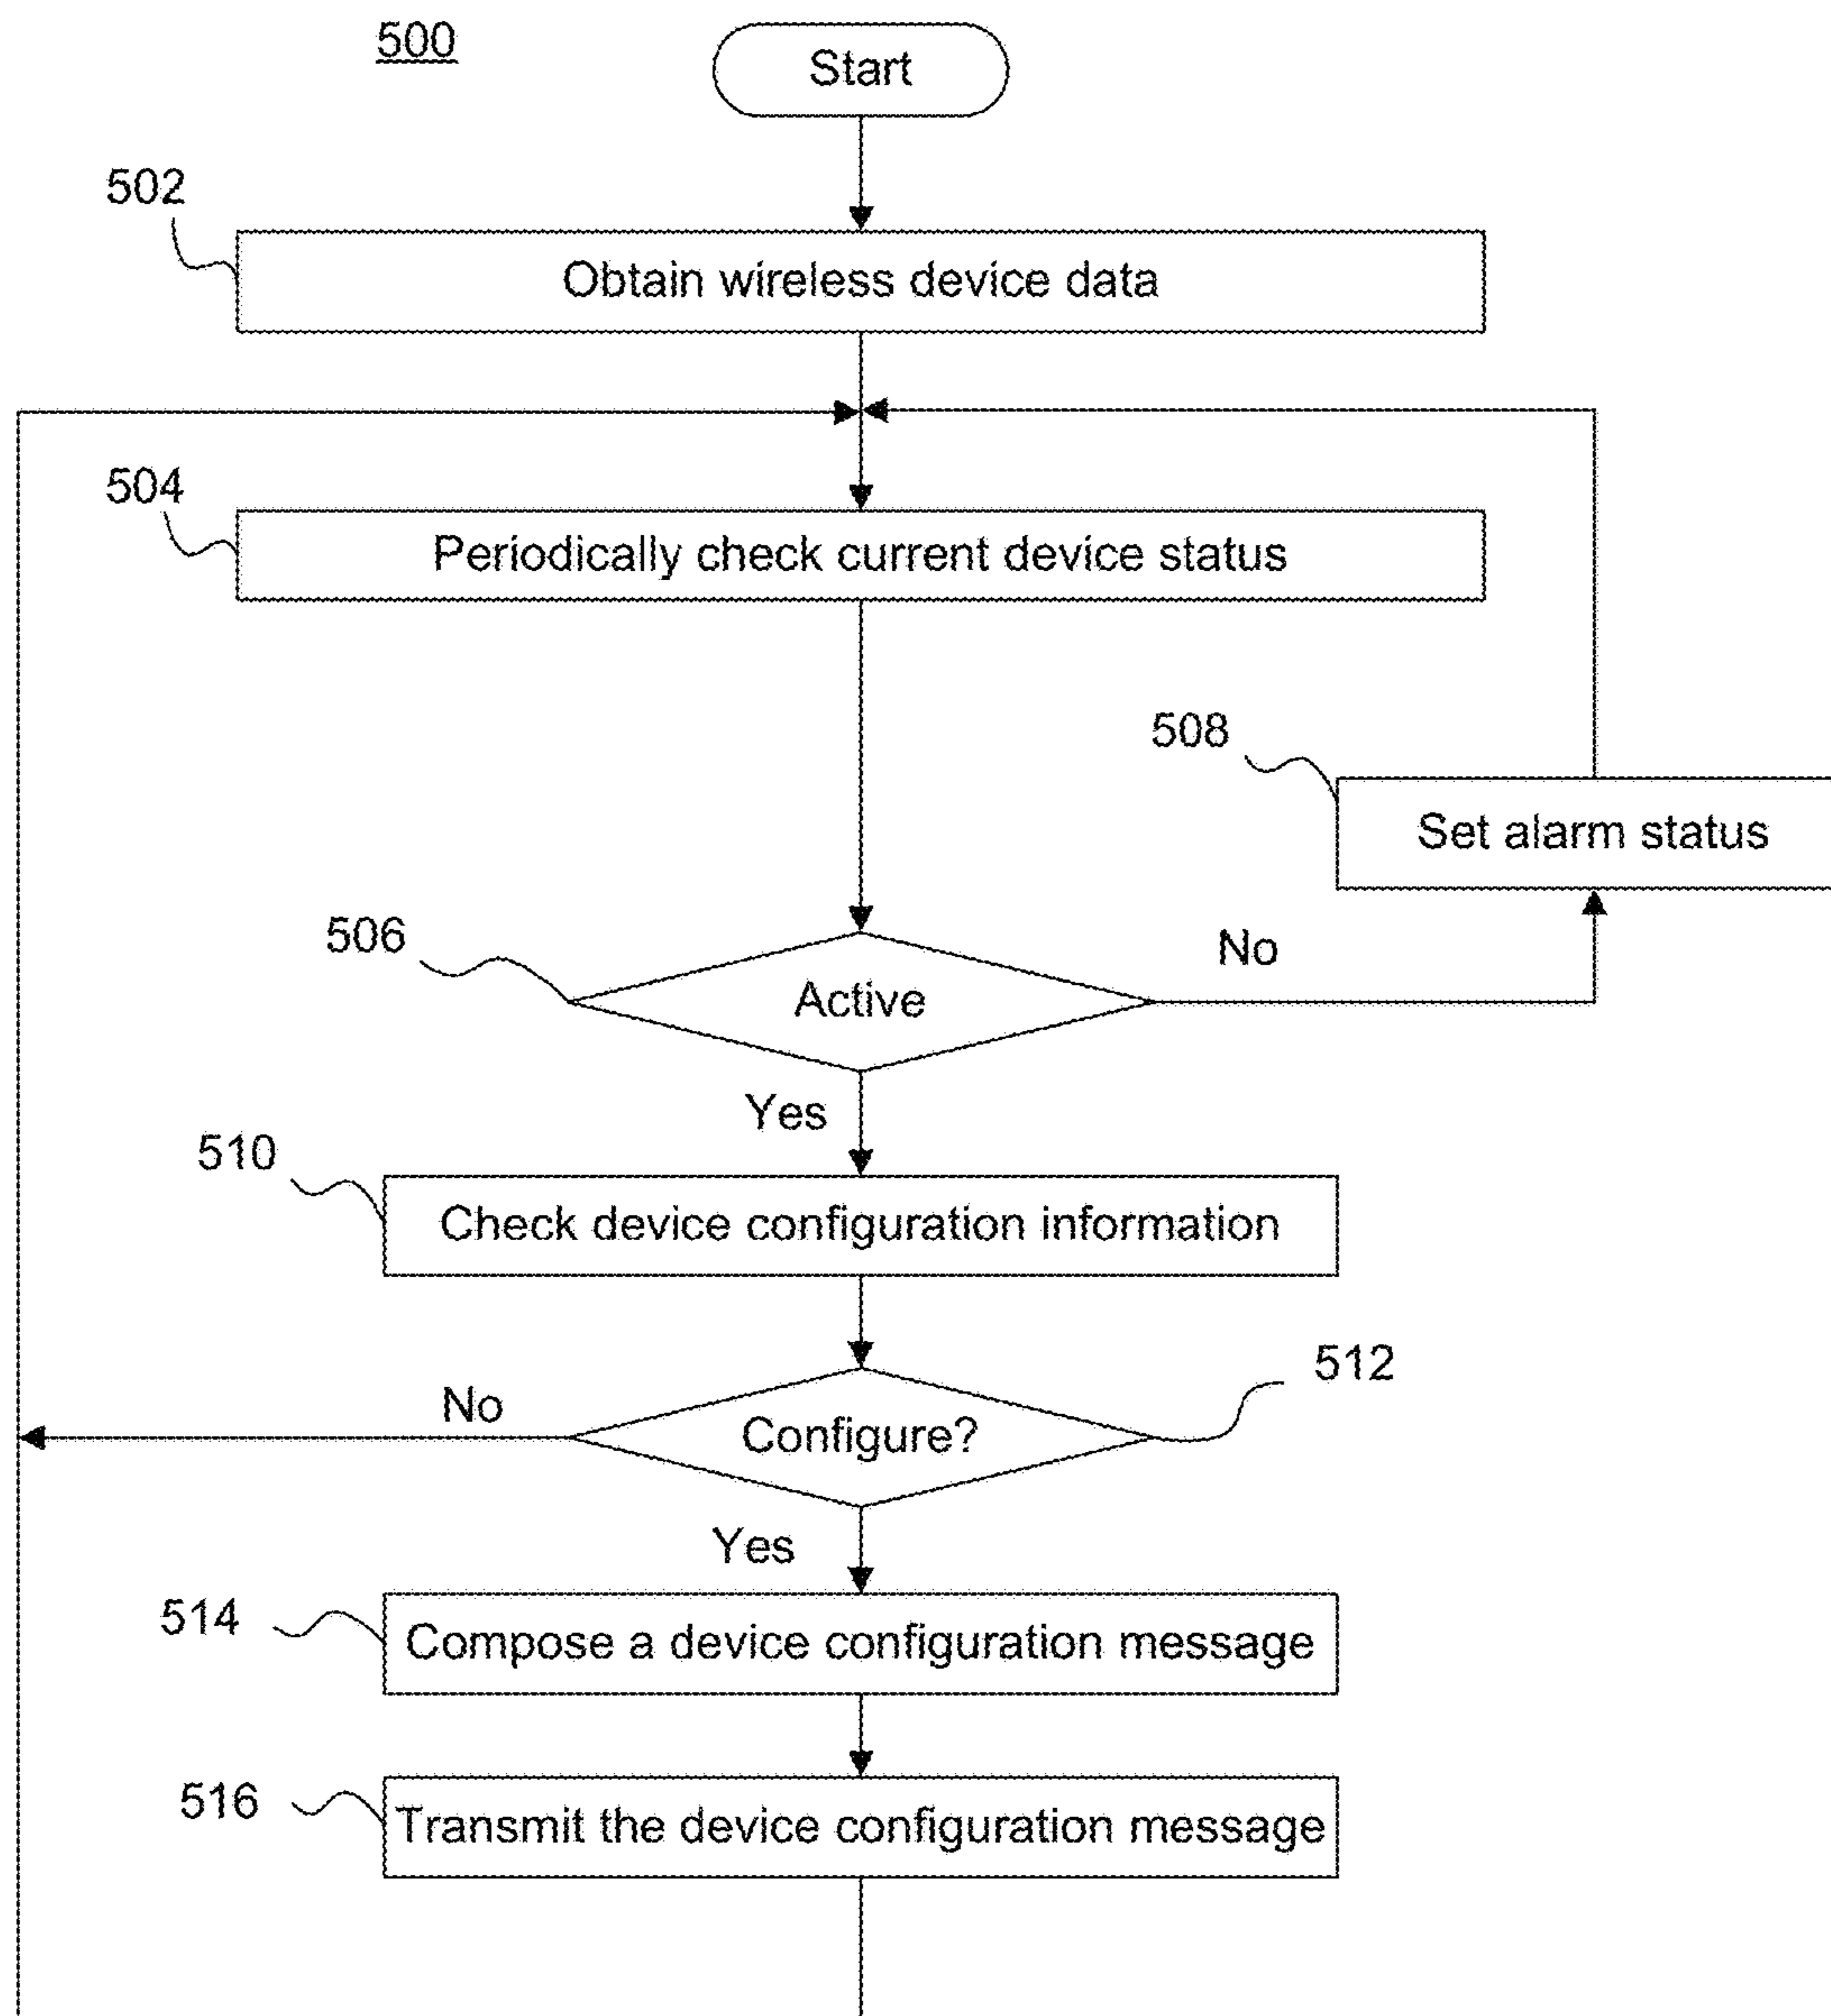 500
Start
502
Obtain wireless device data
504
Periodically check current device status
508
Set alarm status
506
Active
No
Yes
510
Check device configuration information
512
No
Configure?
Yes
514
Compose a device configuration message
516
Transmit the device configuration message